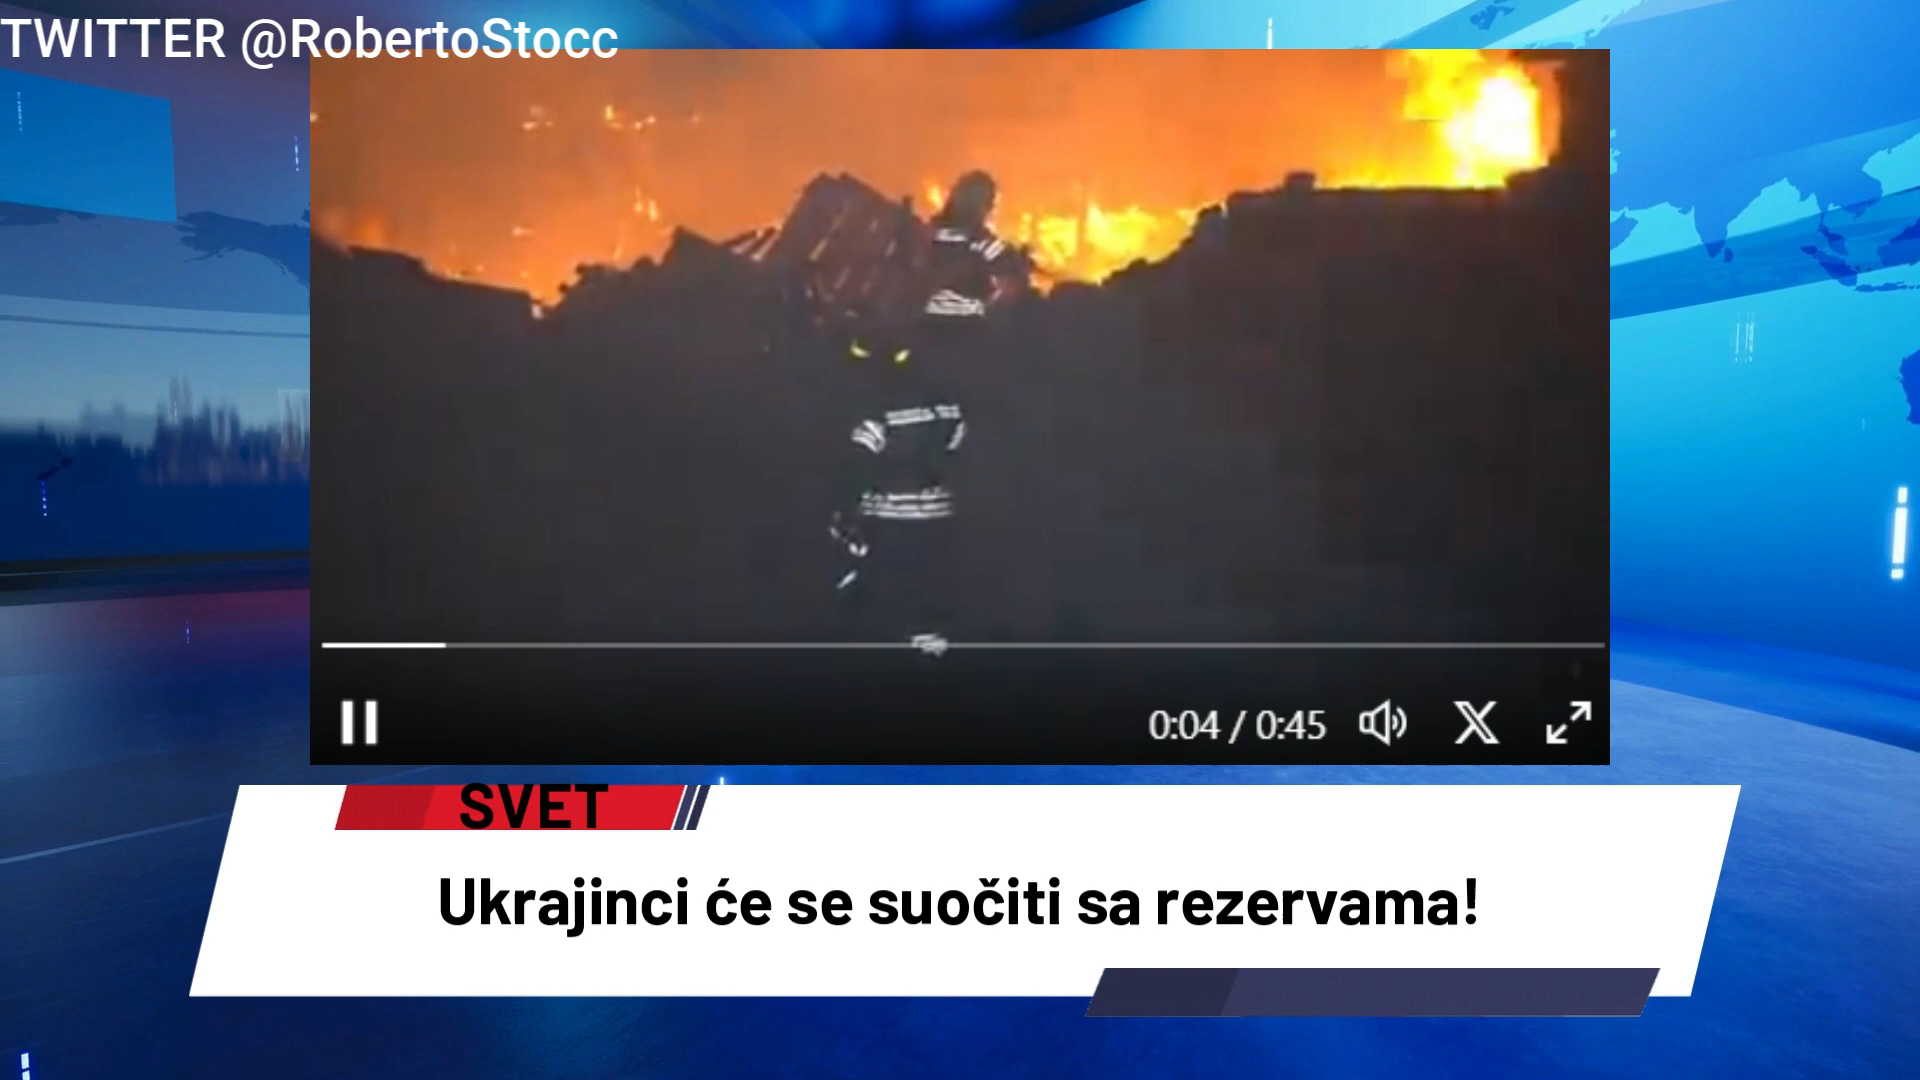 TWITTER @RobertoStocc
0:04 / 0:45
SVET
Ukrajinci će se suočiti sa rezervama!